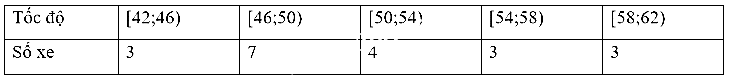 Tốc độ [42;46) [46;50) [50;54) [54;58) [58;62)
Số xe 3 7 4 3 3